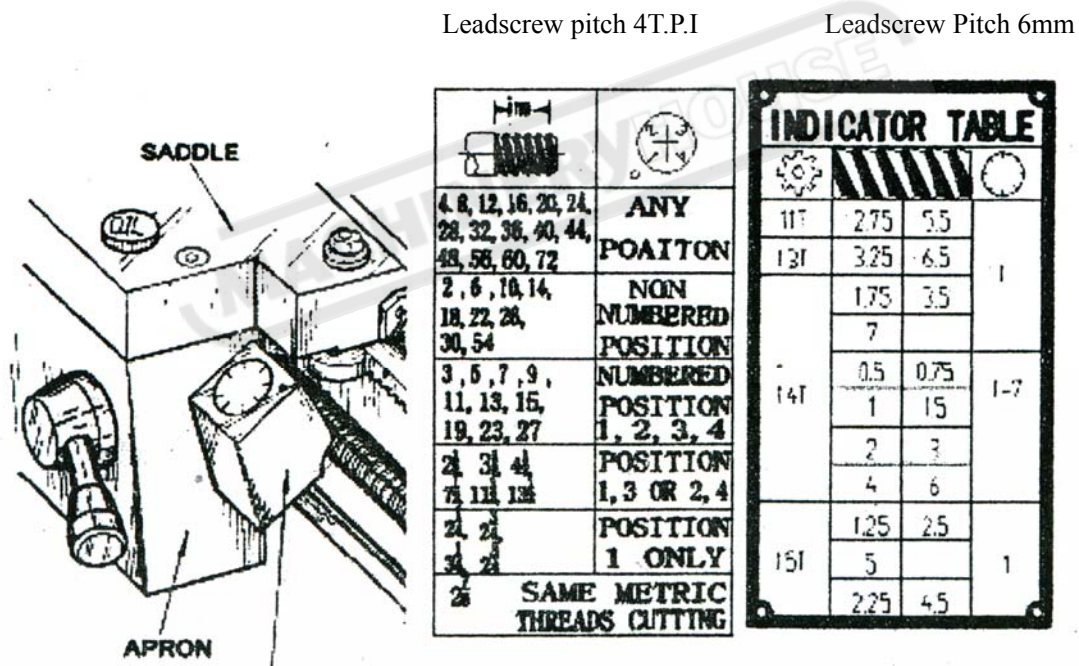 Leadscrew pitch 4T.P.I
Leadscrew Pitch 6mm
MACHINERYHOUSE
SADDLE
OIL
APRON
4, 8, 12, 16, 20, 24,
28, 32, 36, 40, 44,
48, 56, 60, 72
ANY
POAITON
2, 6, 10, 14,
18, 22, 26,
30, 54
NON
NUMBERED
POSITION
3, 5, 7, 9,
11, 13, 15,
19, 23, 27
NUMBERED
POSITION
1, 2, 3, 4
POSITION
1, 3 OR 2, 4
POSITION
1 ONLY
SAME METRIC
THREADS CUTTING
INDICATOR TABLE
11T 2.75 5.5 1
13T 3.25 6.5
14T 1.75 3.5
7
0.5 0.75 1-7
1 15
2 3
4 6
15T 1.25 2.5 1
5
2.25 4.5